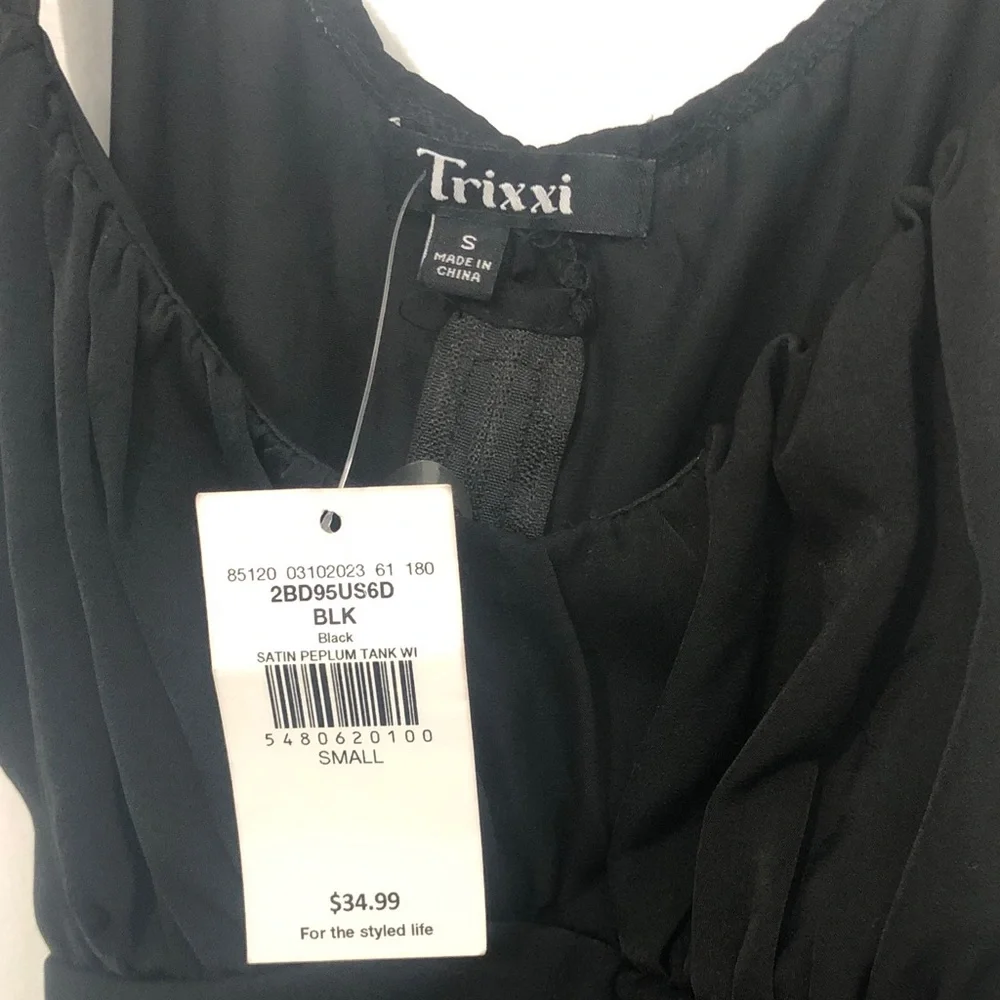 Trixxi
S
MADE IN
CHINA
85120 03102023 61 180
2BD95US6D
BLK
Black
SATIN PEPLUM TANK WI
5480620100
SMALL
$34.99
For the styled life